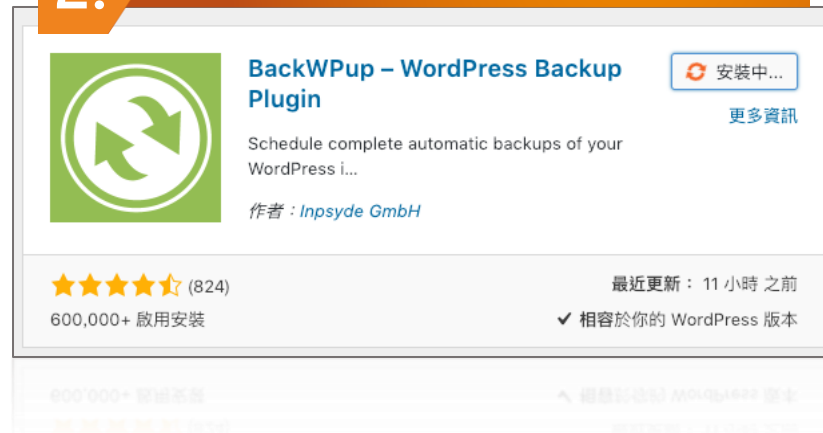 2.
BackWPup – WordPress Backup
Plugin
安裝中...
更多資訊
Schedule complete automatic backups of your
WordPress i...
作者：Inpsyde GmbH
(824)
最近更新： 11 小時 之前
600,000+ 啟用安裝
✔ 相容於你的 WordPress 版本